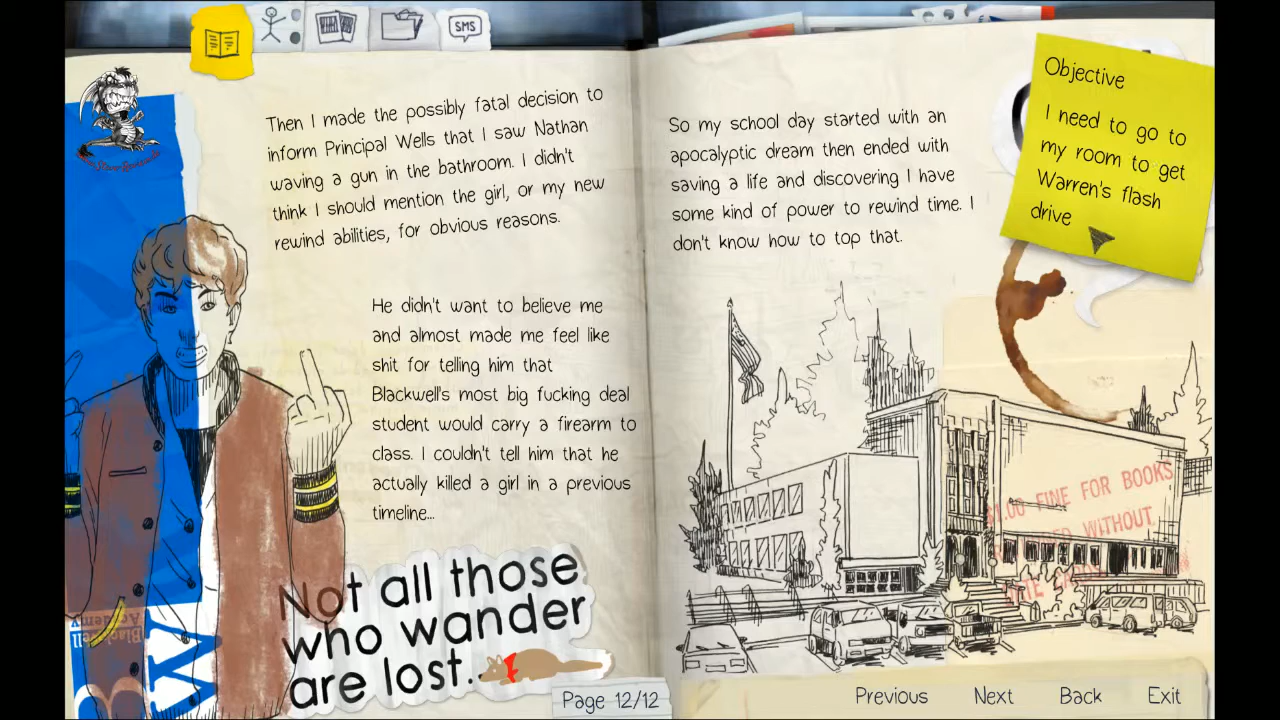 SMS
Then I made the possibly fatal decision to
inform Principal Wells that I saw Nathan
waving a gun in the bathroom. I didn't
think I should mention the girl, or my new
rewind abilities, for obvious reasons.
He didn't want to believe me
and almost made me feel like
shit for telling him that
Blackwell's most big fucking deal
student would carry a firearm to
class. I couldn't tell him that he
actually killed a girl in a previous
timeline...
Not all those
who wander
are lost..
Blackwell
Academy
Page 12/12
So my school day started with an
apocalyptic dream then ended with
saving a life and discovering I have
some kind of power to rewind time. I
don't know how to top that.
Objective
I need to go to
my room to get
Warren's flash
drive
FINE FOR BOOKS
WITHOUT
Previous Next Back Exit